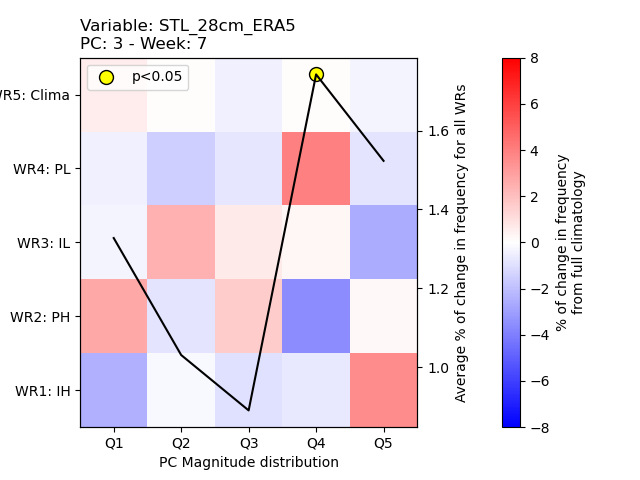 Variable: STL_28cm_ERA5
PC: 3 - Week: 7
p<0.05
WR5: Clima
WR4: PL
WR3: IL
WR2: PH
WR1: IH
Q1 Q2 Q3 Q4 Q5
PC Magnitude distribution
1.6
1.4
1.2
1.0
Average % of change in frequency for all WRs
8
6
4
2
0
−2
−4
−6
−8
% of change in frequency
from full climatology